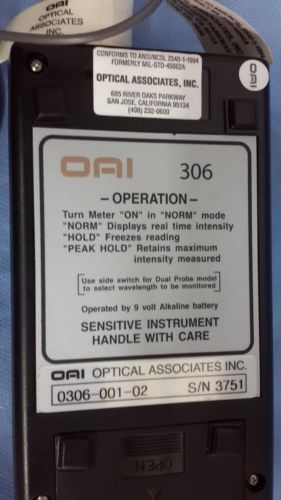 OAI
OPTICAL
ASSOCIATES
INC.
CONFORMS TO ANSI/NCSL Z540-1-1994
FORMERLY MIL-STD-45662A
OPTICAL ASSOCIATES, INC.
685 RIVER OAKS PARKWAY
SAN JOSE, CALIFORNIA 95134
(408) 232-0600
OAI
OAI 306
– OPERATION –
Turn Meter "ON" in "NORM" mode
"NORM" Displays real time intensity
"HOLD" Freezes reading
"PEAK HOLD" Retains maximum
intensity measured
Use side switch for Dual Probe model
to select wavelength to be monitored
Operated by 9 volt Alkaline battery
SENSITIVE INSTRUMENT
HANDLE WITH CARE
OAI OPTICAL ASSOCIATES INC.
0306-001-02 S/N 3751
OPEN